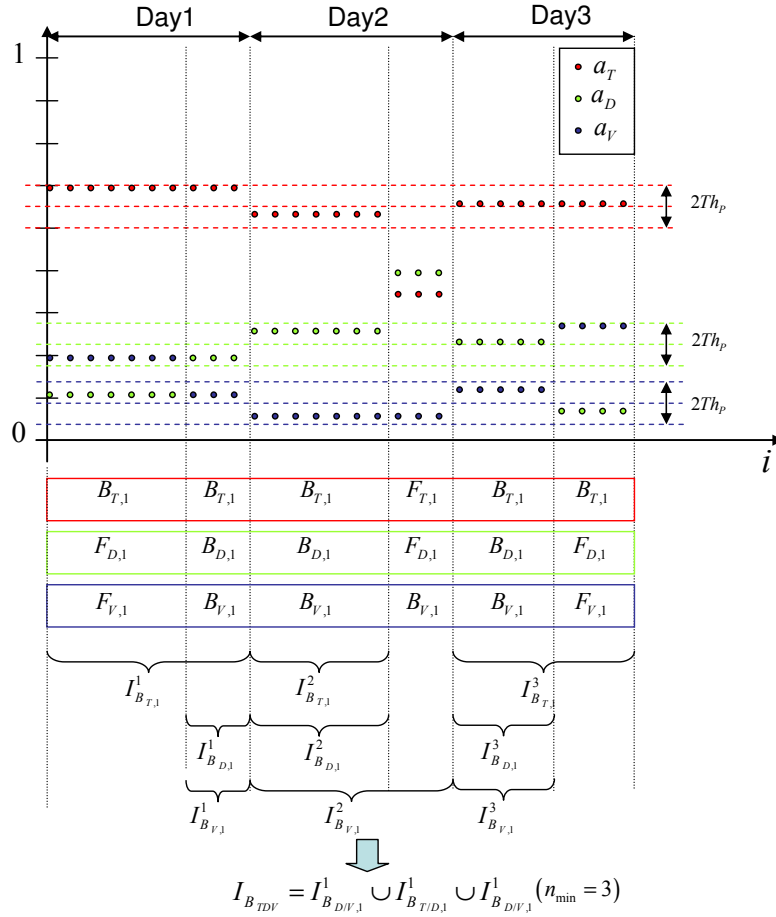 Day1 Day2 Day3
1
a_T
a_D
a_V
2Th_P
2Th_P
2Th_P
0
i
B_{T,1} B_{T,1} B_{T,1} F_{T,1} B_{T,1} B_{T,1}
F_{D,1} B_{D,1} B_{D,1} F_{D,1} B_{D,1} F_{D,1}
F_{V,1} B_{V,1} B_{V,1} B_{V,1} B_{V,1} F_{V,1}
I^1_{B_{T,1}} I^2_{B_{T,1}} I^3_{B_{T,1}}
I^1_{B_{D,1}} I^2_{B_{D,1}} I^3_{B_{D,1}}
I^1_{B_{V,1}} I^2_{B_{V,1}} I^3_{B_{V,1}}
I_{B_{TDV}} = I^1_{B_{D/V,1}} ∪ I^1_{B_{T/D,1}} ∪ I^1_{B_{D/V,1}} (n_{min} = 3)